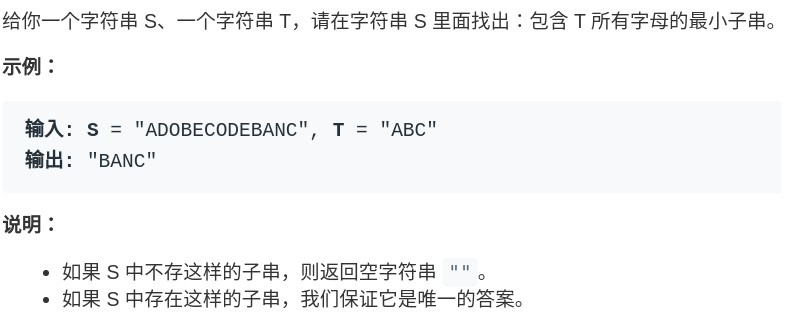 给你一个字符串 S、一个字符串 T，请在字符串 S 里面找出：包含 T 所有字母的最小子串。
示例：
输入: S = "ADOBECODEBANC", T = "ABC"
输出: "BANC"
说明：
• 如果 S 中不存这样的子串，则返回空字符串 ""。
• 如果 S 中存在这样的子串，我们保证它是唯一的答案。